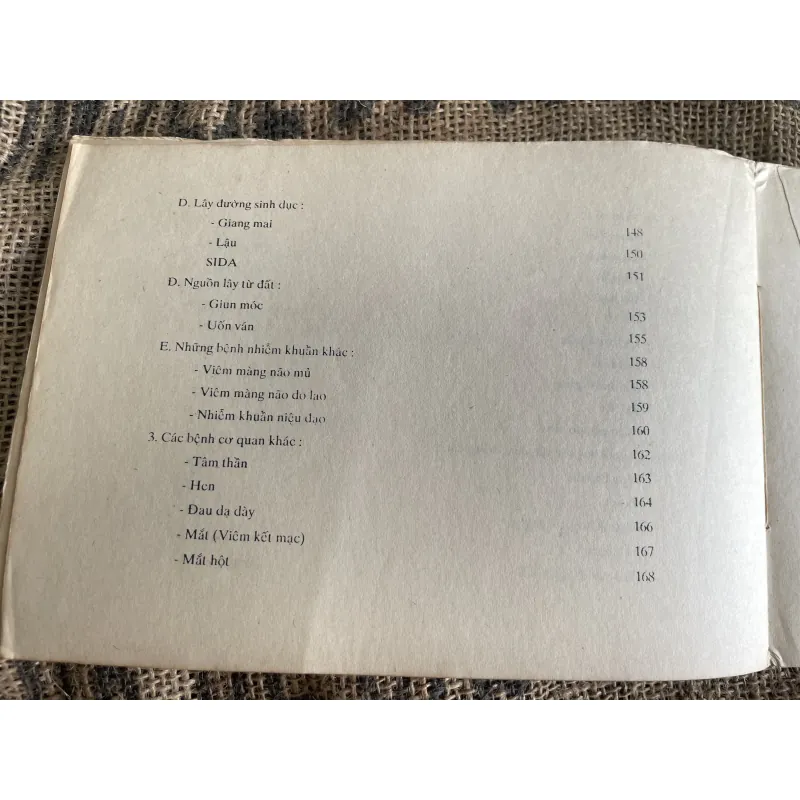 D. Lây đường sinh dục :
- Giang mai 148
- Lậu 150
SIDA 151
Đ. Nguồn lây từ đất :
- Giun móc 153
- Uốn ván 155
E. Những bệnh nhiễm khuẩn khác : 158
- Viêm màng não mủ 158
- Viêm màng não do lao 159
- Nhiễm khuẩn niệu đạo 160
3. Các bệnh cơ quan khác : 162
- Tâm thần 163
- Hen 164
- Đau dạ dày 166
- Mắt (Viêm kết mạc) 167
- Mắt hột 168